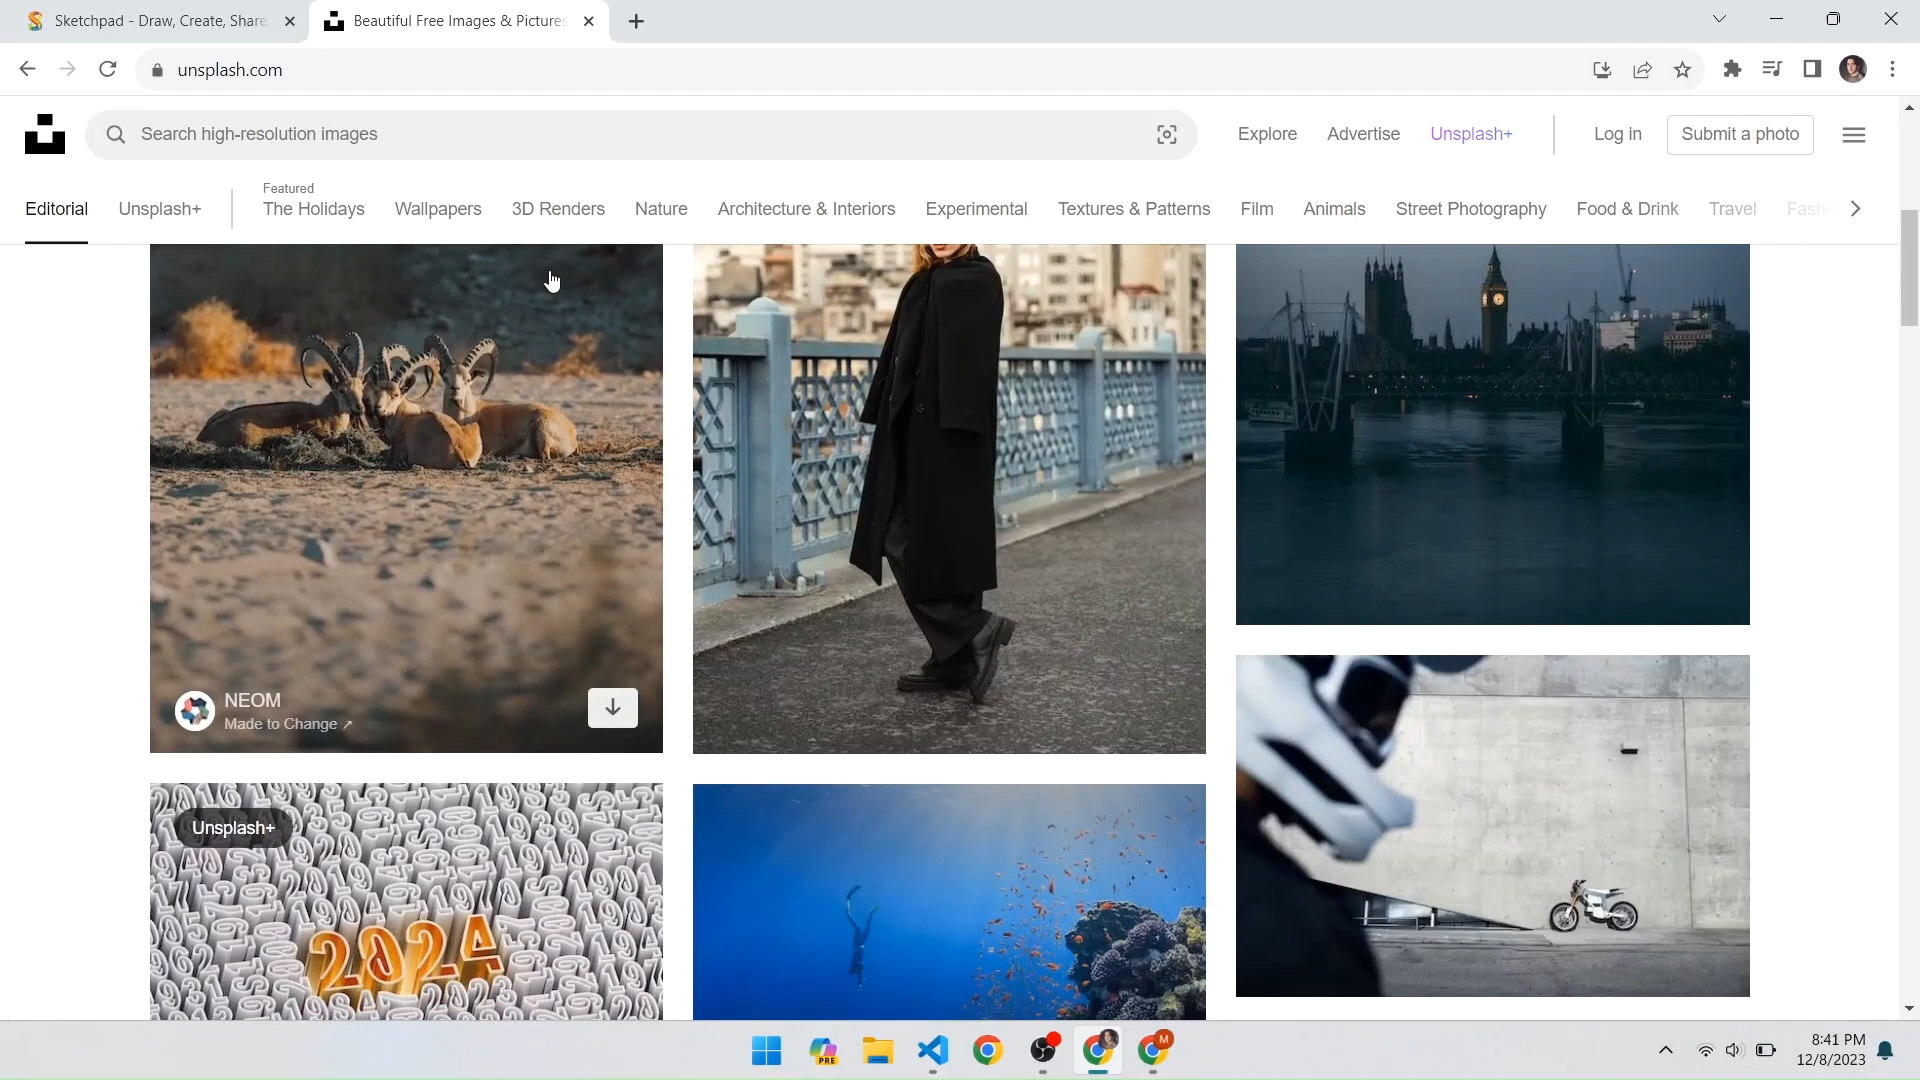 Sketchpad - Draw, Create, Share
Beautiful Free Images & Pictures
unsplash.com
Search high-resolution images
Explore
Advertise
Unsplash+
Log in
Submit a photo
Editorial
Unsplash+
Featured
The Holidays
Wallpapers
3D Renders
Nature
Architecture & Interiors
Experimental
Textures & Patterns
Film
Animals
Street Photography
Food & Drink
Travel
Fashio
NEOM
Made to Change ↗
Unsplash+
2024
PRE
M
8:41 PM
12/8/2023